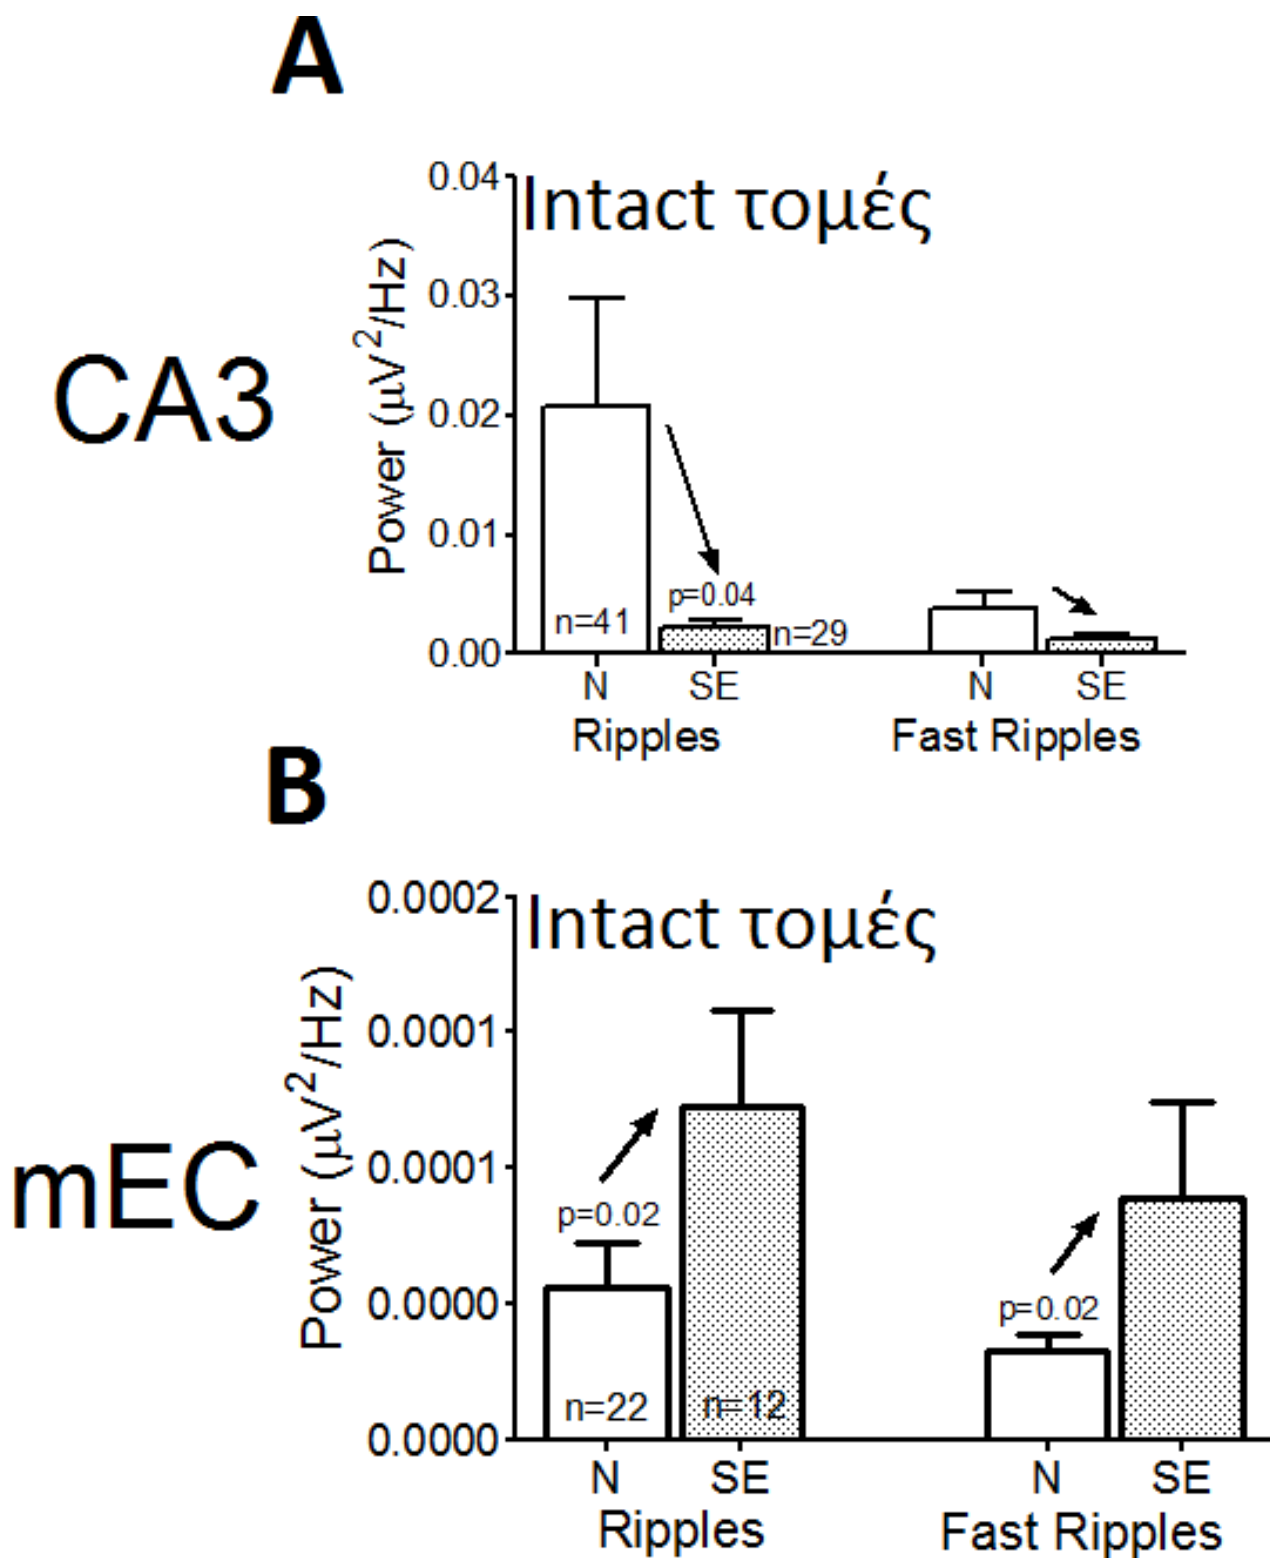 A
0.04
Intact τομές
0.03
0.02
0.01
0.00
Power (μV²/Hz)
CA3
n=41
p=0.04
n=29
N
SE
N
SE
Ripples
Fast Ripples
B
0.0002
Intact τομές
0.0001
0.0001
0.0000
0.0000
Power (μV²/Hz)
mEC
p=0.02
n=22
n=12
p=0.02
N
SE
N
SE
Ripples
Fast Ripples